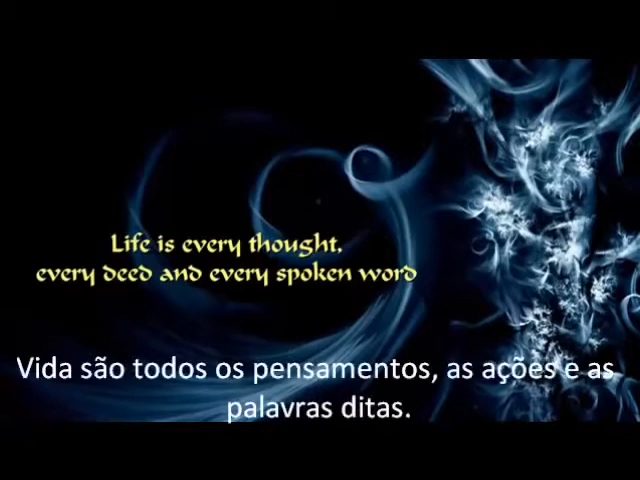 Life is every thought,
every deed and every spoken word
Vida são todos os pensamentos, as ações e as
palavras ditas.